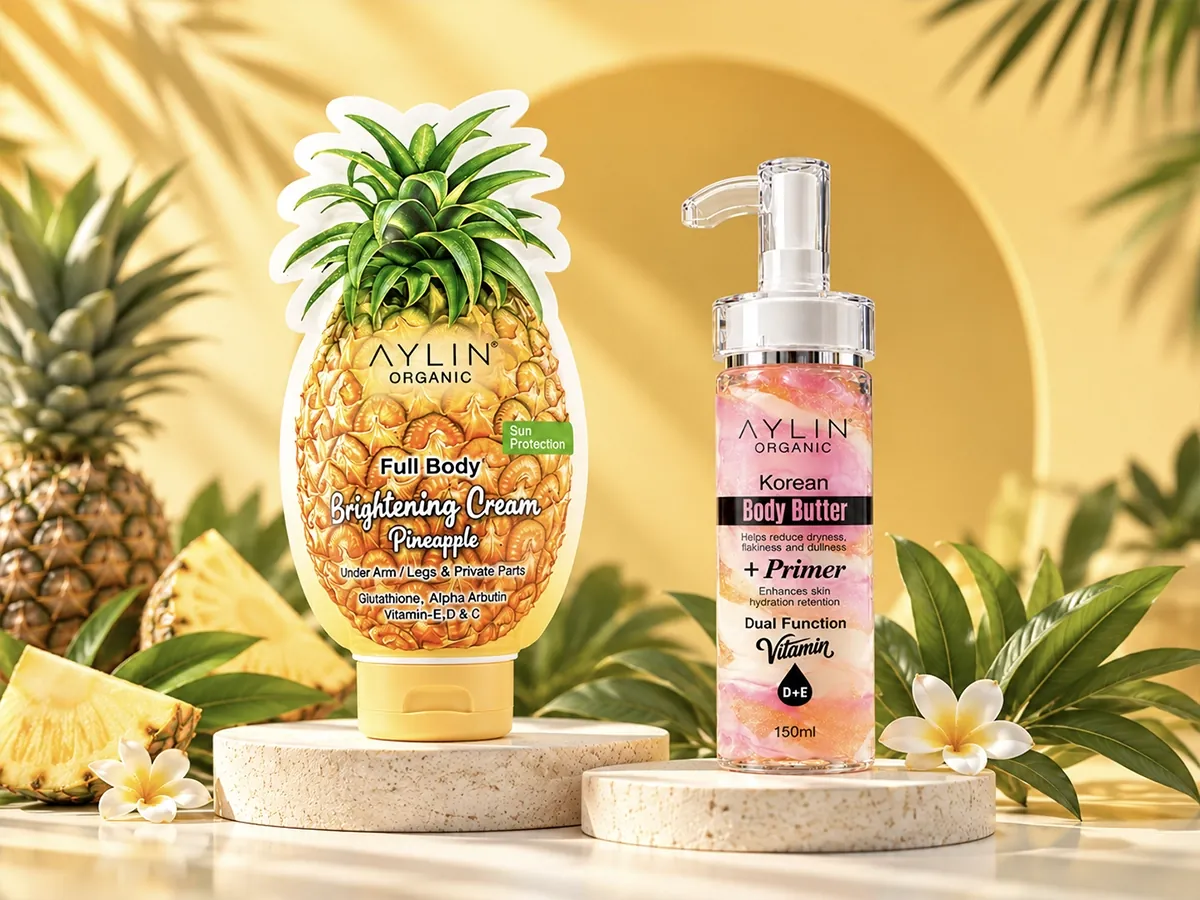 AYLIN®
ORGANIC
Sun
Protection
Full Body
Brightening Cream
Pineapple
Under Arm / Legs & Private Parts
Glutathione, Alpha Arbutin
Vitamin-E,D & C
AYLIN®
ORGANIC
Korean
Body Butter
Helps reduce dryness,
flakiness and dullness
+ Primer
Enhances skin
hydration retention
Dual Function
Vitamin
D+E
150ml